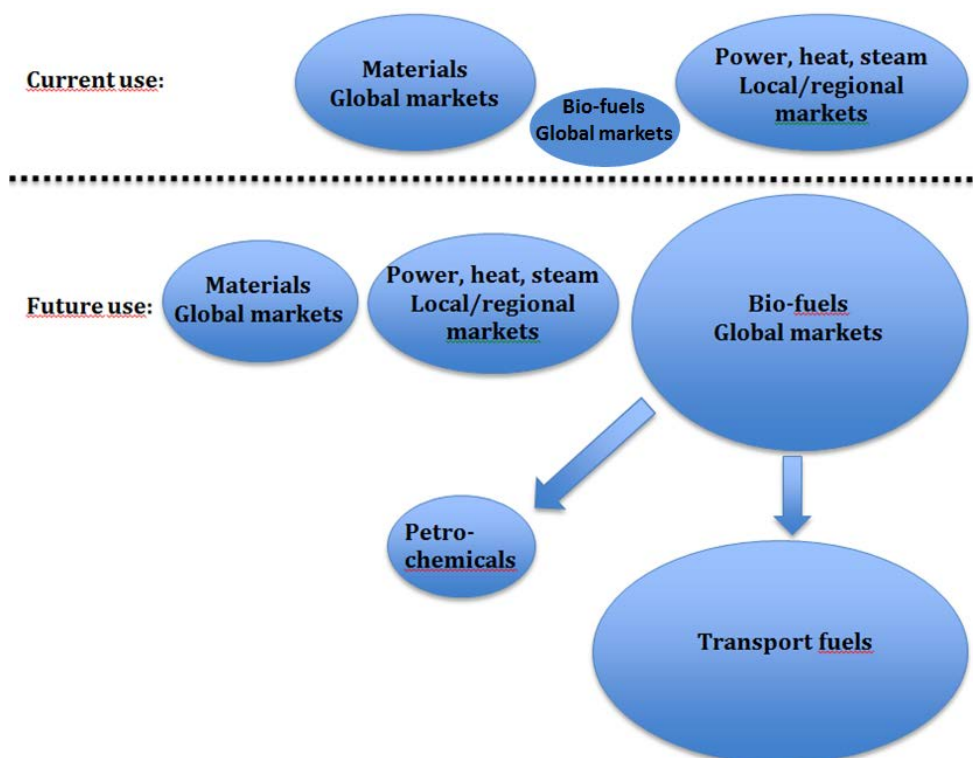 Current use:
Materials
Global markets
Bio-fuels
Global markets
Power, heat, steam
Local/regional
markets
Future use:
Materials
Global markets
Power, heat, steam
Local/regional
markets
Bio-fuels
Global markets
Petro-
chemicals
Transport fuels